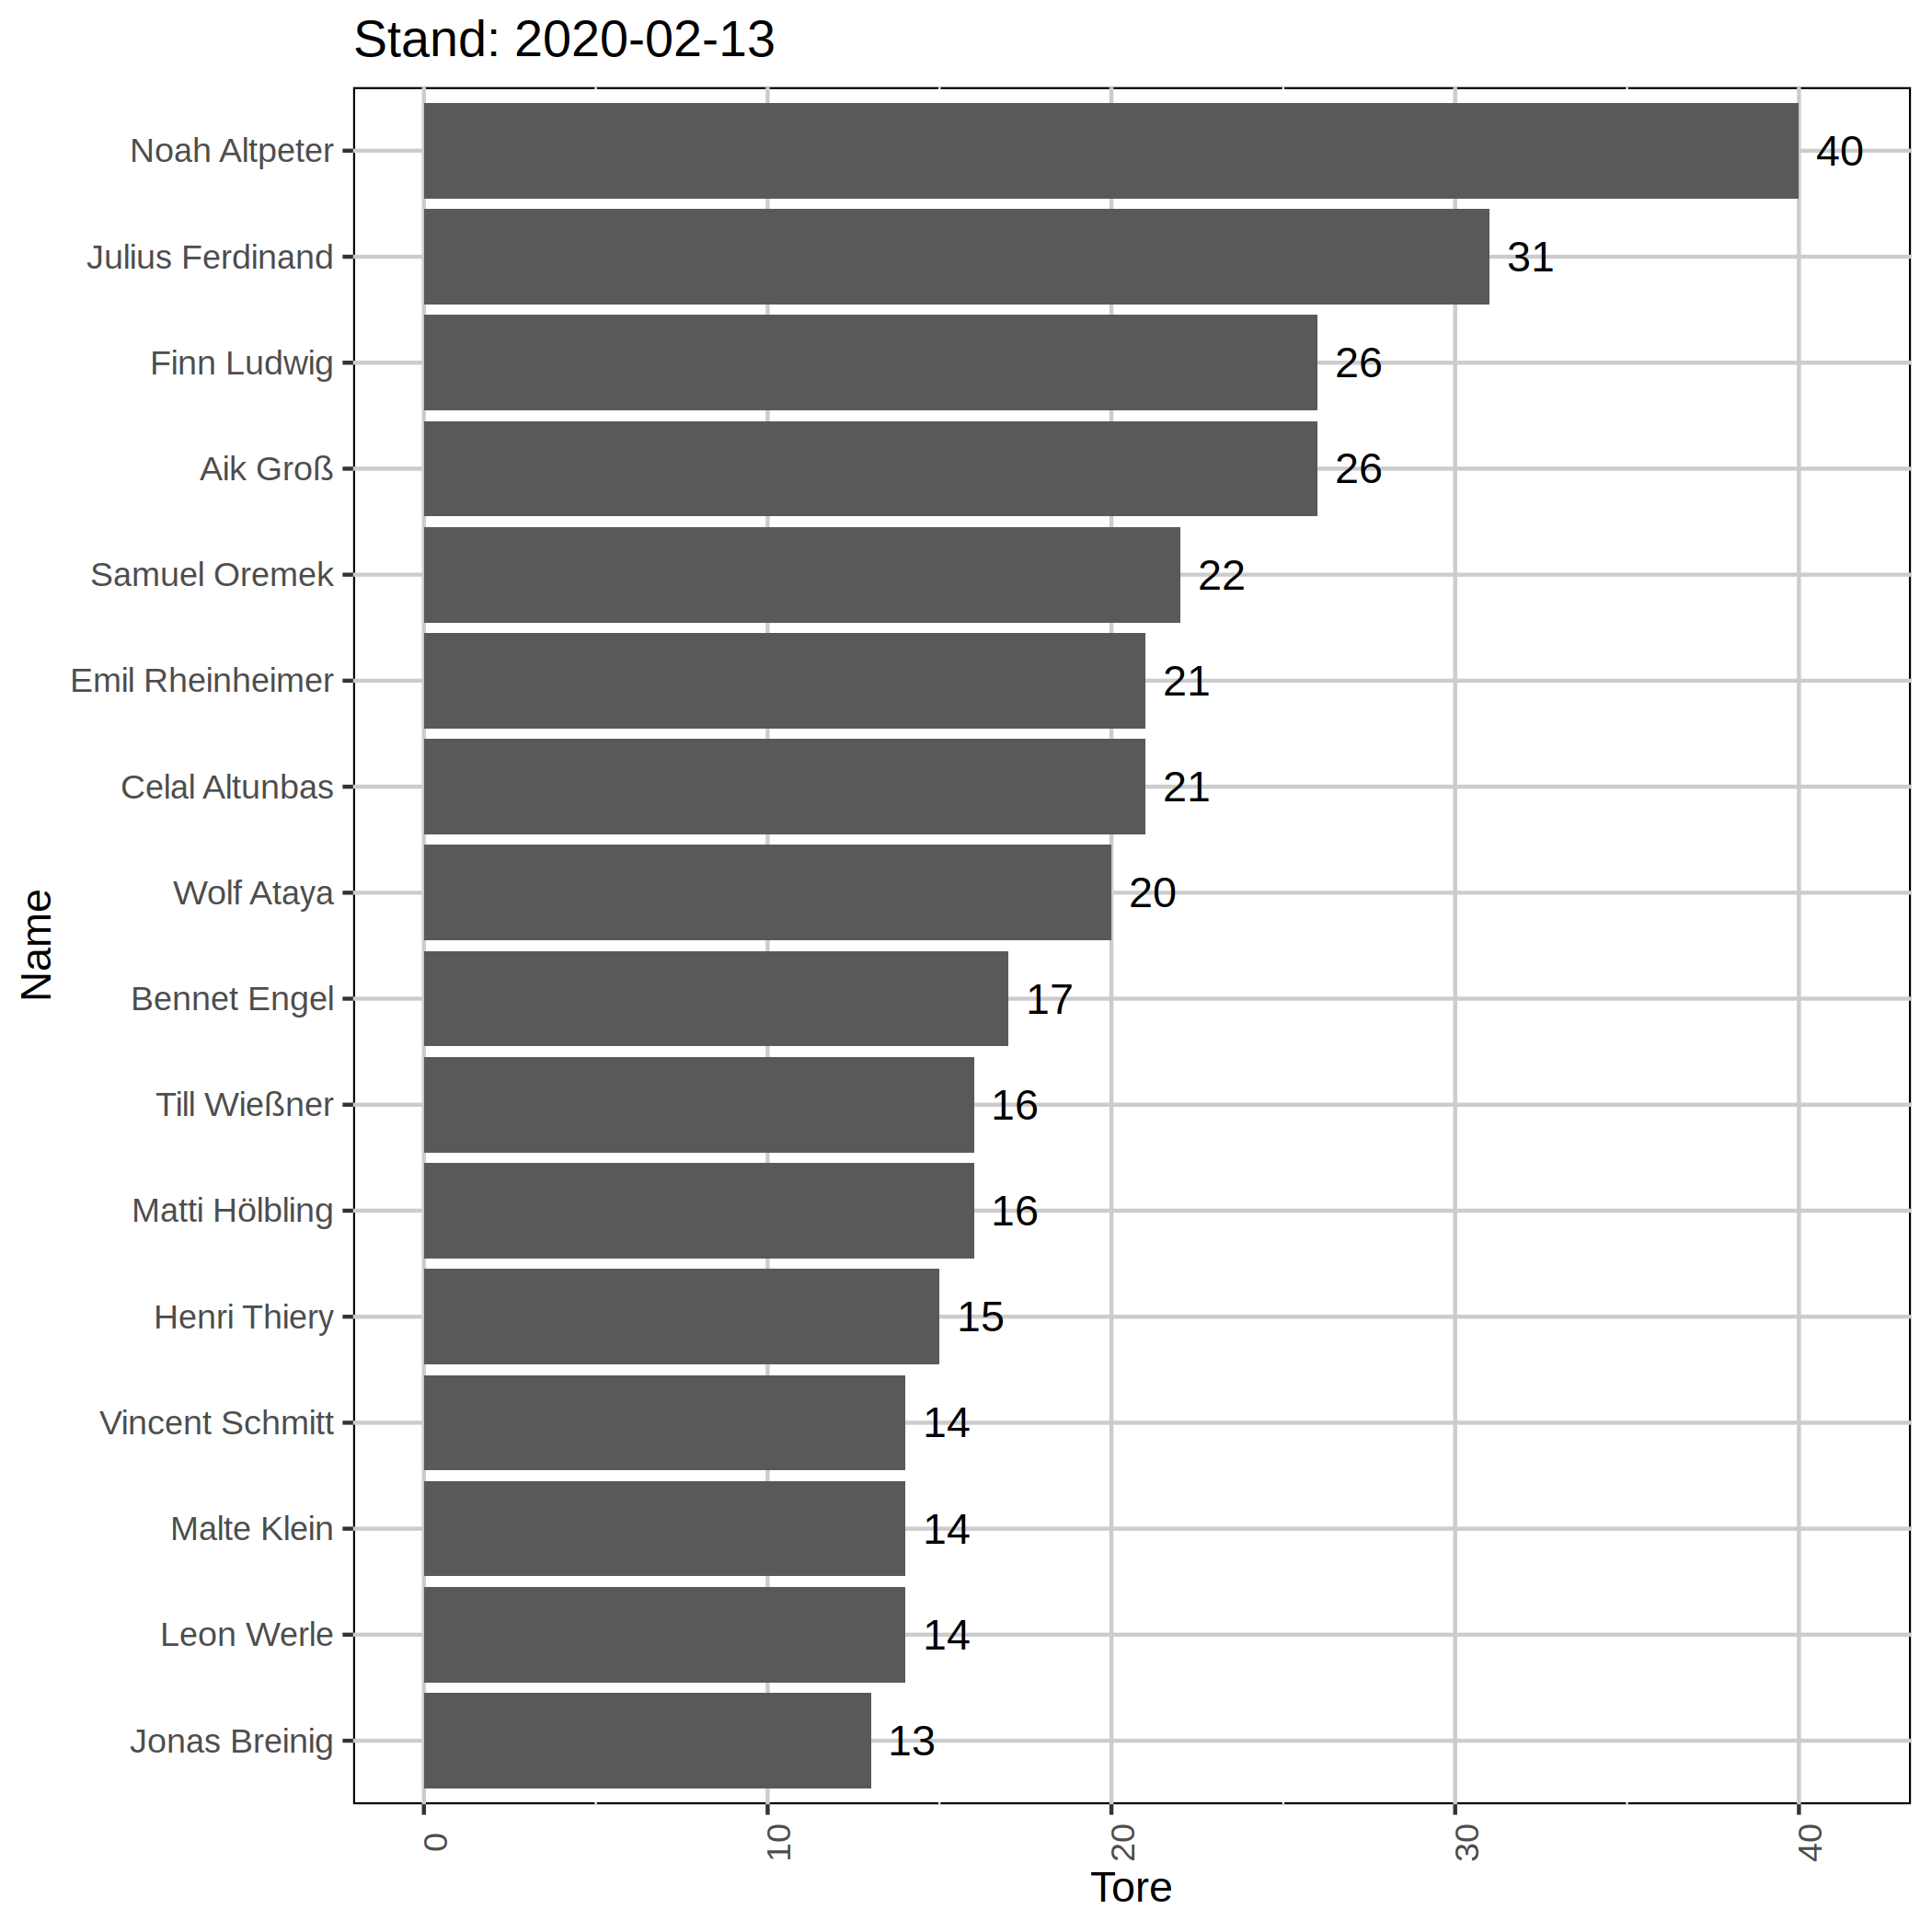 Stand: 2020-02-13
Noah Altpeter 40
Julius Ferdinand 31
Finn Ludwig 26
Aik Groß 26
Samuel Oremek 22
Emil Rheinheimer 21
Celal Altunbas 21
Wolf Ataya 20
Bennet Engel 17
Till Wießner 16
Matti Hölbling 16
Henri Thiery 15
Vincent Schmitt 14
Malte Klein 14
Leon Werle 14
Jonas Breinig 13
Name
0 10 20 30 40
Tore